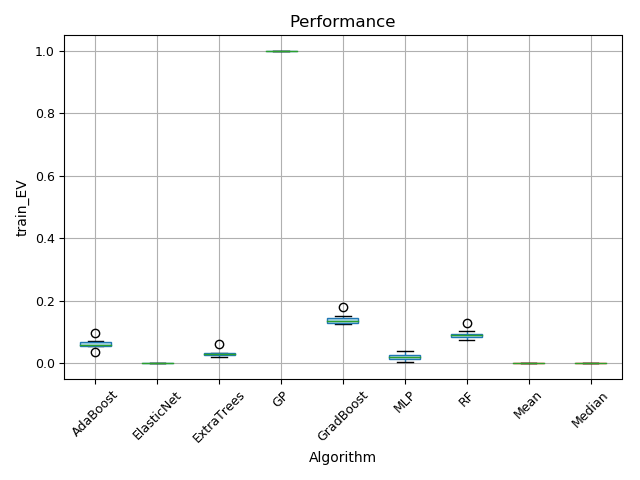 Performance
train_EV
1.0
0.8
0.6
0.4
0.2
0.0
AdaBoost
ElasticNet
ExtraTrees
GP
GradBoost
MLP
RF
Mean
Median
Algorithm